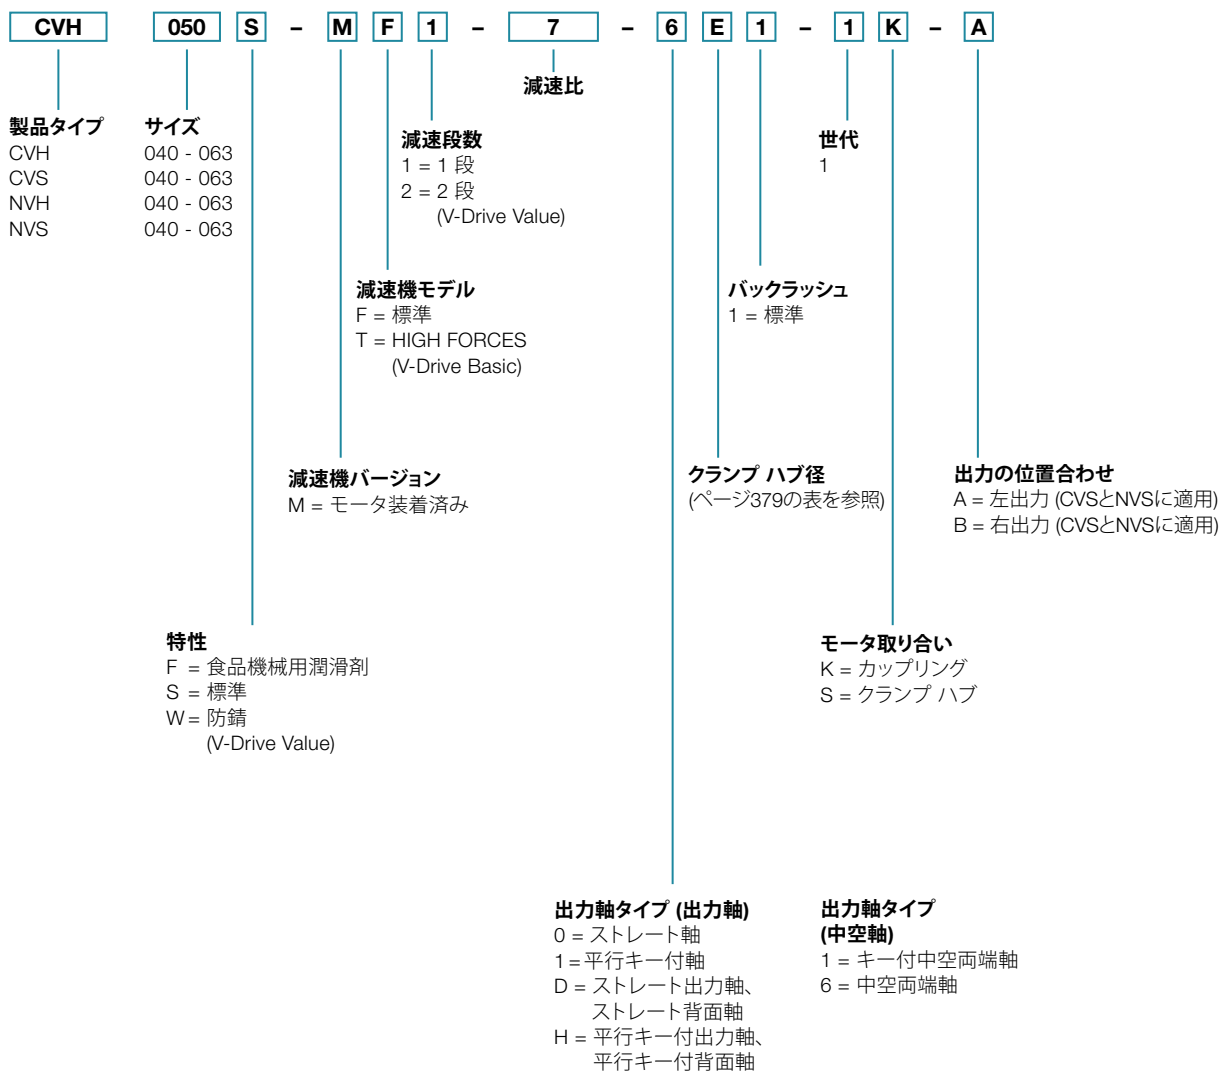 CVH 050 S – M F 1 – 7 – 6 E 1 – 1 K – A
減速比
製品タイプ
CVH
CVS
NVH
NVS
サイズ
040 - 063
040 - 063
040 - 063
040 - 063
減速段数
1 = 1 段
2 = 2 段
(V-Drive Value)
世代
1
減速機モデル
F = 標準
T = HIGH FORCES
(V-Drive Basic)
バックラッシュ
1 = 標準
減速機バージョン
M = モータ装着済み
クランプ ハブ径
(ページ379の表を参照)
出力の位置合わせ
A = 左出力 (CVSとNVSに適用)
B = 右出力 (CVSとNVSに適用)
特性
F = 食品機械用潤滑剤
S = 標準
W = 防錆
(V-Drive Value)
モータ取り合い
K = カップリング
S = クランプ ハブ
出力軸タイプ (出力軸)
0 = ストレート軸
1 = 平行キー付軸
D = ストレート出力軸、
ストレート背面軸
H = 平行キー付出力軸、
平行キー付背面軸
出力軸タイプ
(中空軸)
1 = キー付中空両端軸
6 = 中空両端軸